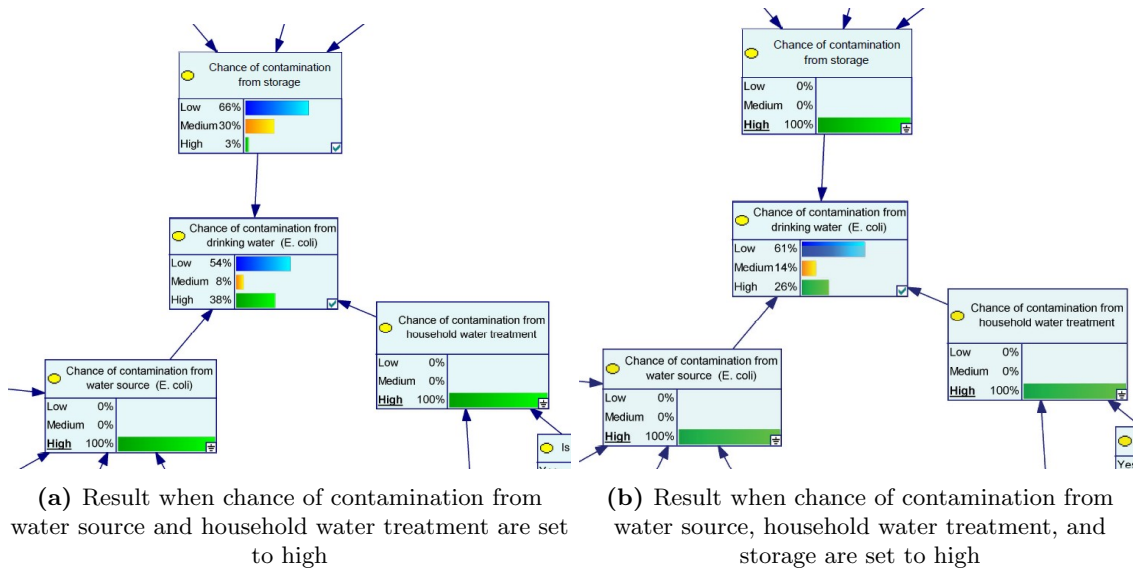 Chance of contamination
from storage
Low 66%
Medium 30%
High 3%
Chance of contamination from
drinking water (E. coli)
Low 54%
Medium 8%
High 38%
Chance of contamination from
household water treatment
Low 0%
Medium 0%
High 100%
Chance of contamination from
water source (E. coli)
Low 0%
Medium 0%
High 100%
Is
(a) Result when chance of contamination from
water source and household water treatment are set
to high
Chance of contamination
from storage
Low 0%
Medium 0%
High 100%
Chance of contamination from
drinking water (E. coli)
Low 61%
Medium 14%
High 26%
Chance of contamination from
household water treatment
Low 0%
Medium 0%
High 100%
Chance of contamination from
water source (E. coli)
Low 0%
Medium 0%
High 100%
Yes
(b) Result when chance of contamination from
water source, household water treatment, and
storage are set to high